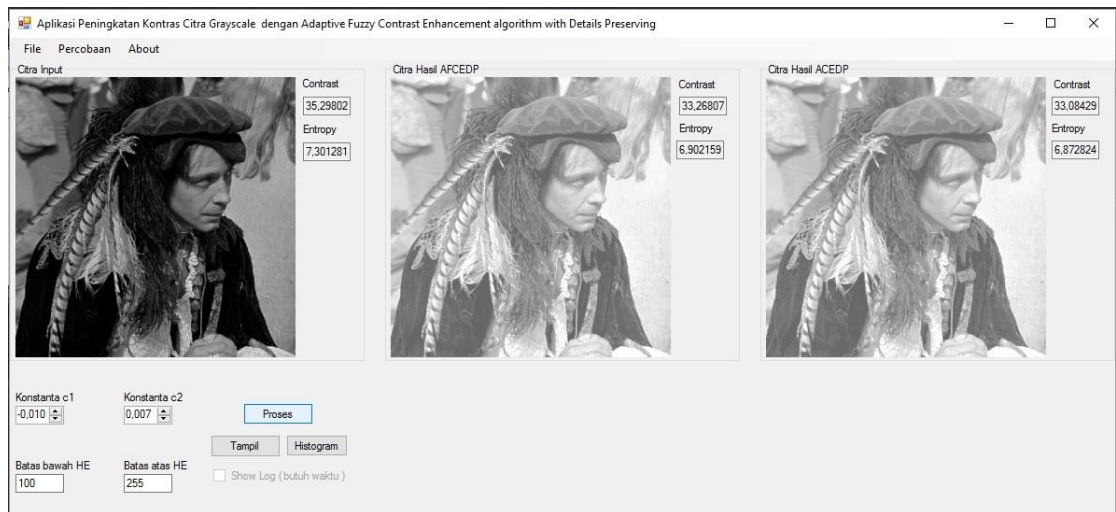 Aplikasi Peningkatan Kontras Citra Grayscale dengan Adaptive Fuzzy Contrast Enhancement algorithm with Details Preserving
File Percobaan About
Citra Input
Contrast
35,29802
Entropy
7,301281
Citra Hasil AFCEDP
Contrast
33,26807
Entropy
6,902159
Citra Hasil ACEDP
Contrast
33,08429
Entropy
6,872824
Konstanta c1
-0,010
Konstanta c2
0,007
Proses
Tampil
Histogram
Batas bawah HE
100
Batas atas HE
255
Show Log ( butuh waktu )